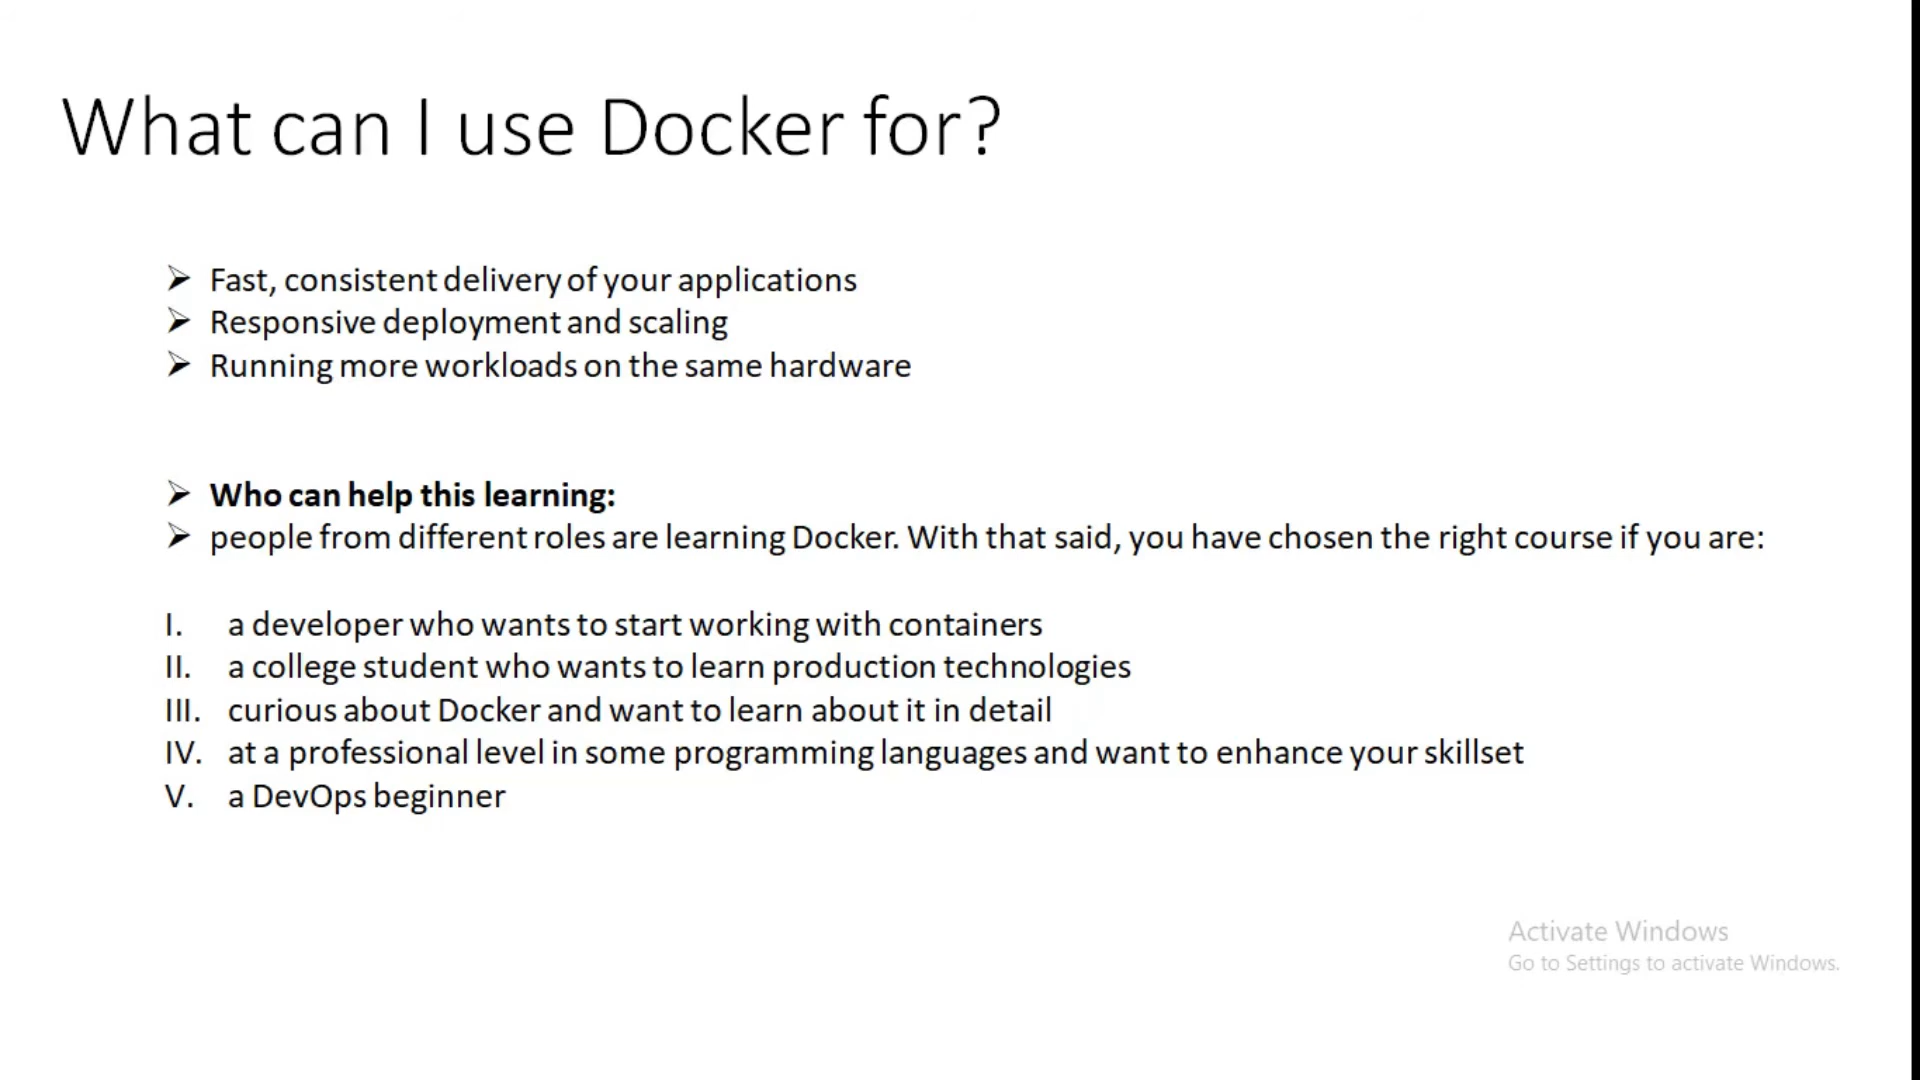 What can I use Docker for?
➢ Fast, consistent delivery of your applications
➢ Responsive deployment and scaling
➢ Running more workloads on the same hardware
➢ Who can help this learning:
➢ people from different roles are learning Docker. With that said, you have chosen the right course if you are:
I. a developer who wants to start working with containers
II. a college student who wants to learn production technologies
III. curious about Docker and want to learn about it in detail
IV. at a professional level in some programming languages and want to enhance your skillset
V. a DevOps beginner
Activate Windows
Go to Settings to activate Windows.